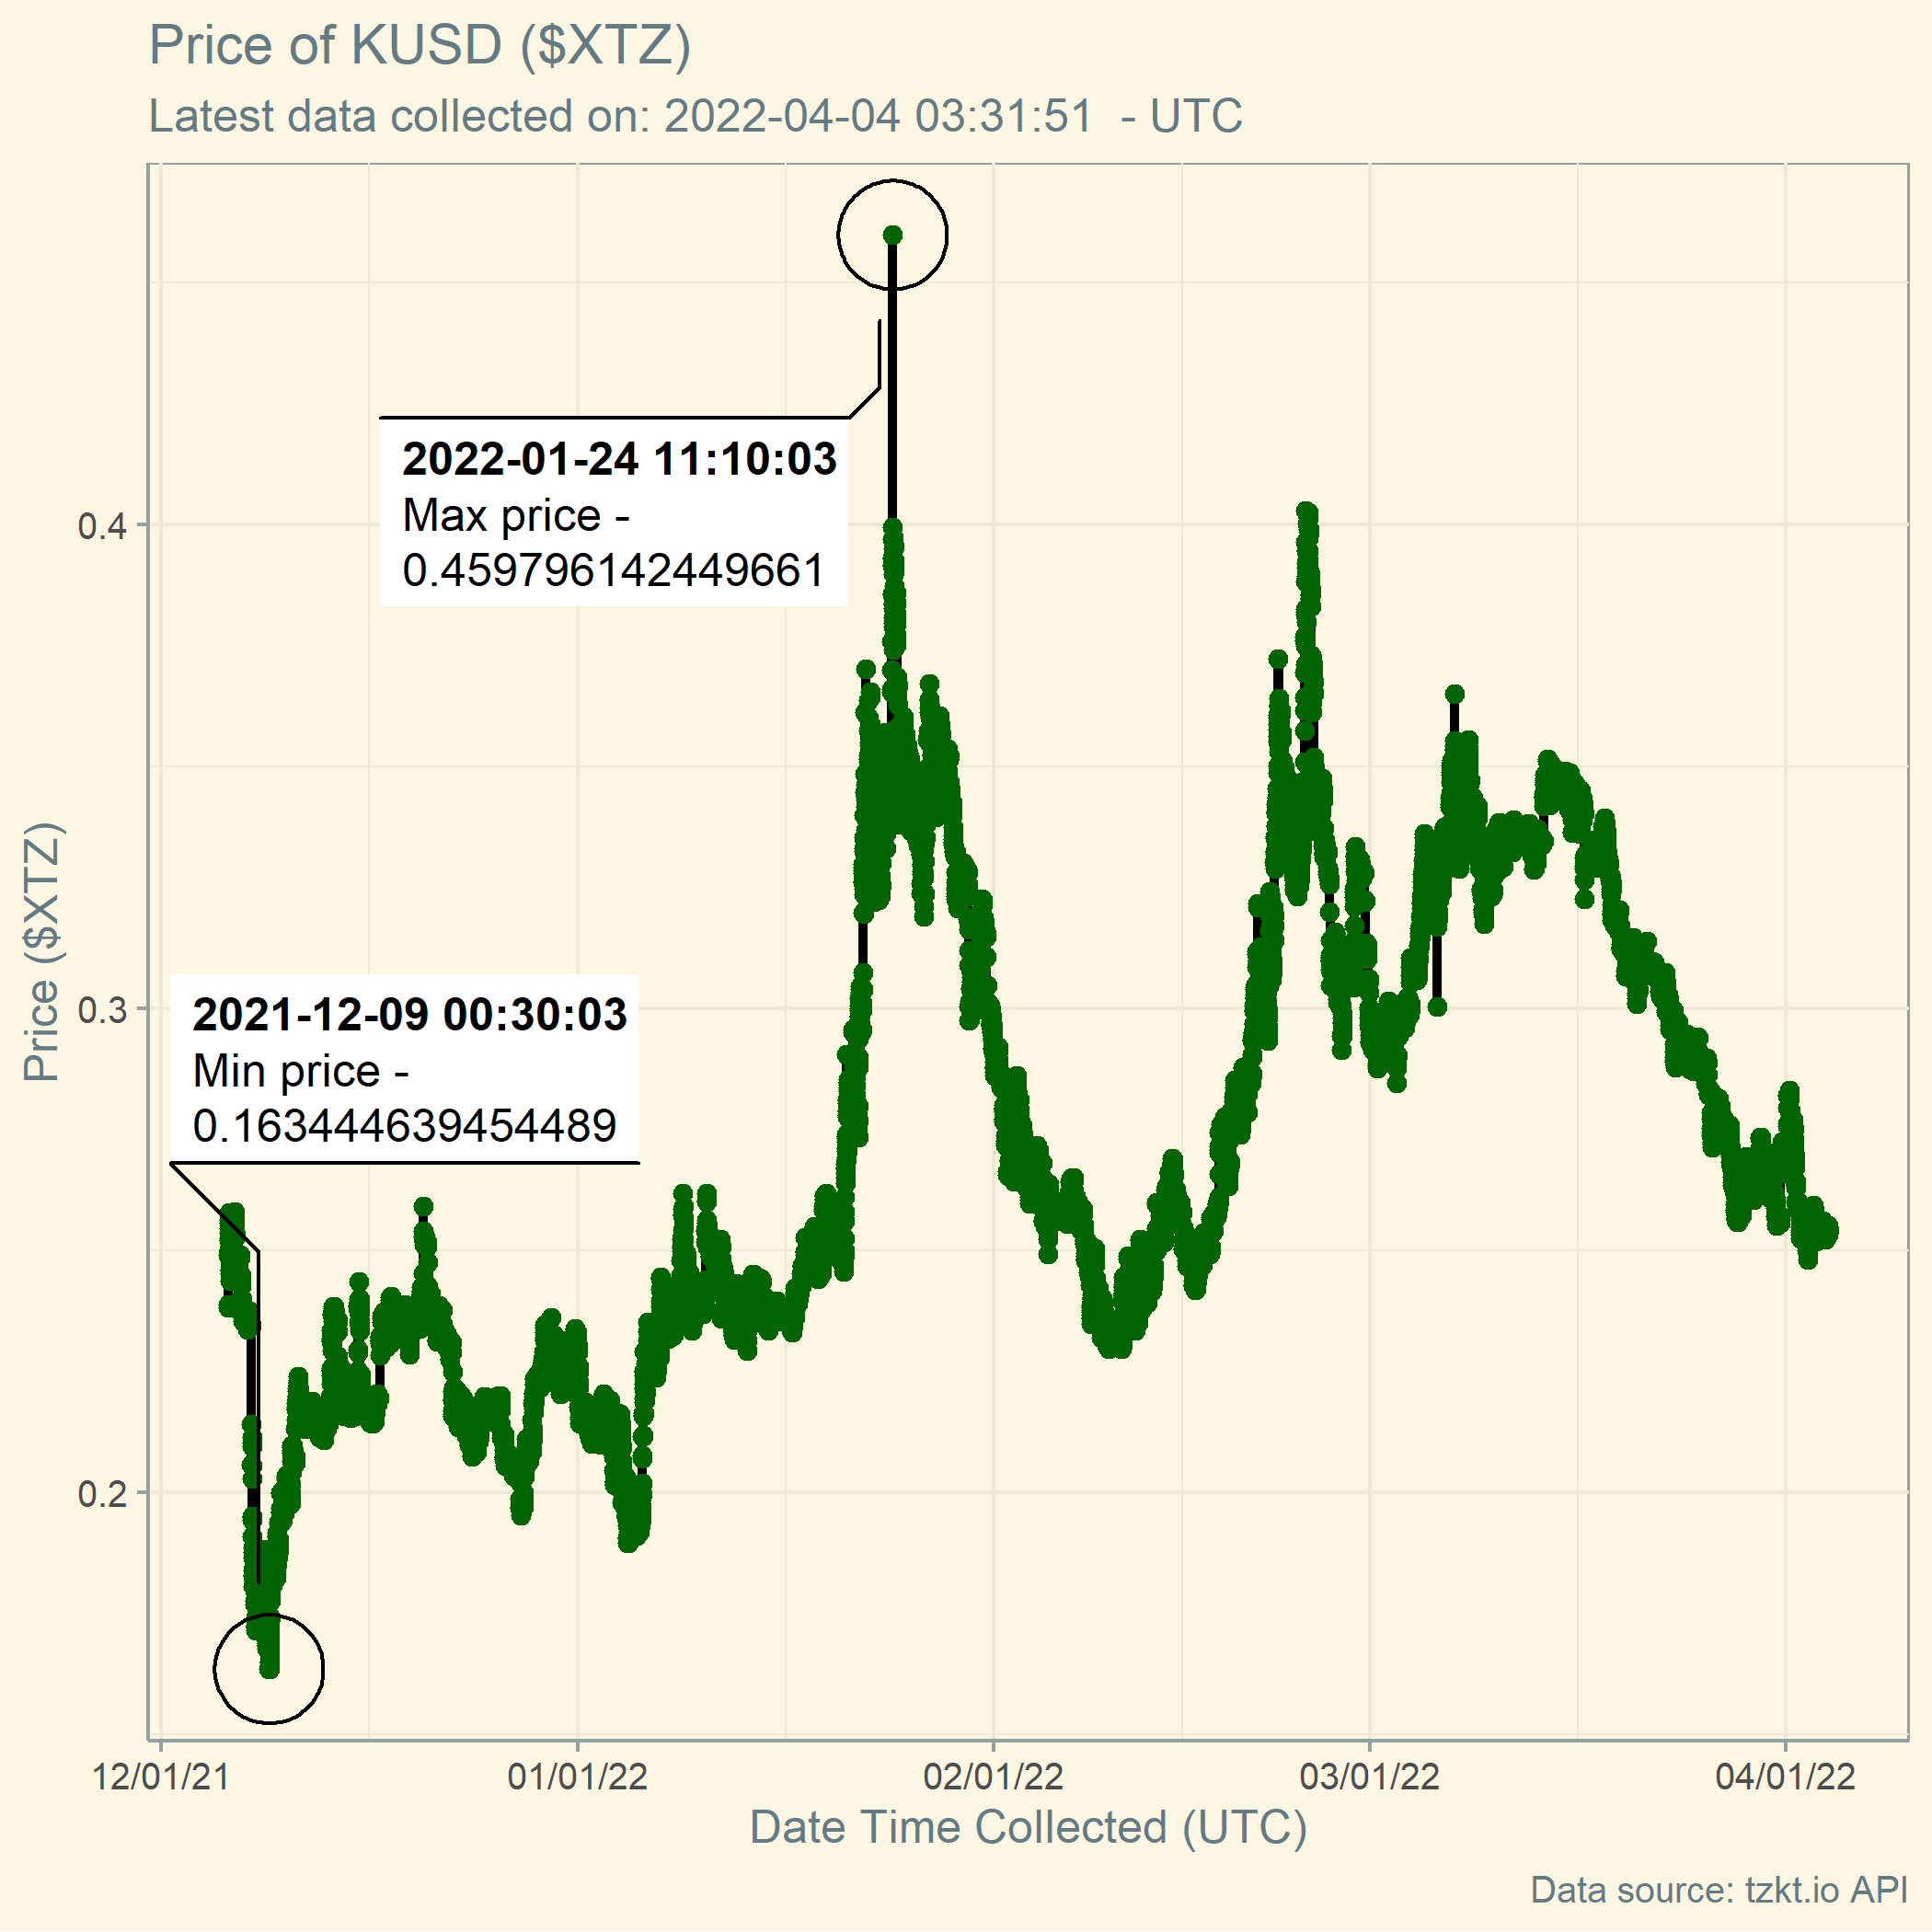 Price of KUSD ($XTZ)
Latest data collected on: 2022-04-04 03:31:51  - UTC
2022-01-24 11:10:03
Max price -
0.459796142449661
0.4
0.3
0.2
Price ($XTZ)
2021-12-09 00:30:03
Min price -
0.163444639454489
12/01/21
01/01/22
02/01/22
03/01/22
04/01/22
Date Time Collected (UTC)
Data source: tzkt.io API